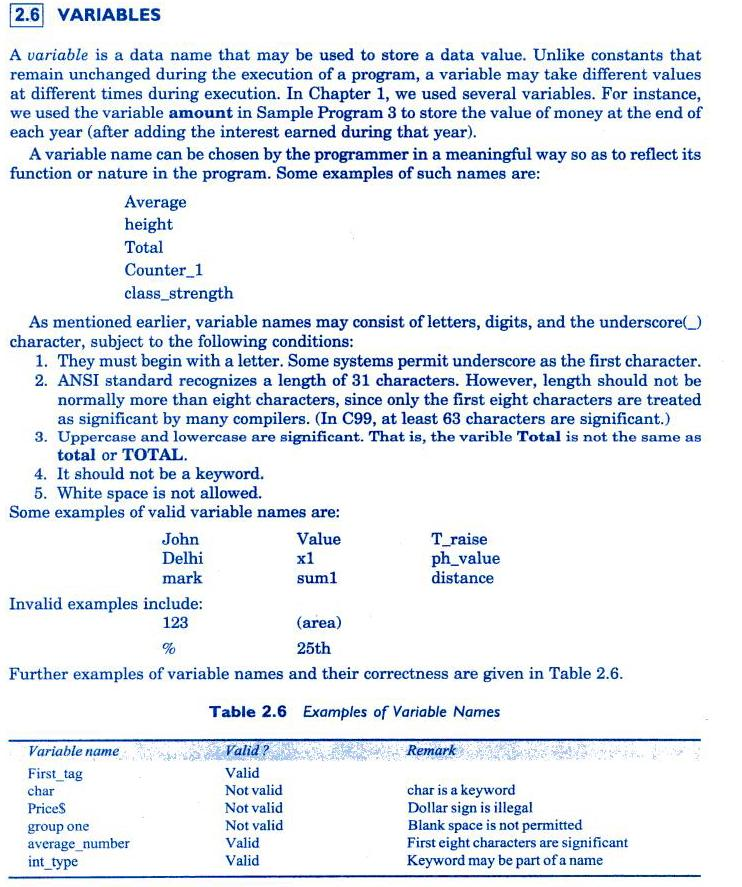 2.6 VARIABLES
A variable is a data name that may be used to store a data value. Unlike constants that
remain unchanged during the execution of a program, a variable may take different values
at different times during execution. In Chapter 1, we used several variables. For instance,
we used the variable amount in Sample Program 3 to store the value of money at the end of
each year (after adding the interest earned during that year).
A variable name can be chosen by the programmer in a meaningful way so as to reflect its
function or nature in the program. Some examples of such names are:
Average
height
Total
Counter_1
class_strength
As mentioned earlier, variable names may consist of letters, digits, and the underscore(_)
character, subject to the following conditions:
1. They must begin with a letter. Some systems permit underscore as the first character.
2. ANSI standard recognizes a length of 31 characters. However, length should not be
normally more than eight characters, since only the first eight characters are treated
as significant by many compilers. (In C99, at least 63 characters are significant.)
3. Uppercase and lowercase are significant. That is, the varible Total is not the same as
total or TOTAL.
4. It should not be a keyword.
5. White space is not allowed.
Some examples of valid variable names are:
John Value T_raise
Delhi x1 ph_value
mark sum1 distance
Invalid examples include:
123 (area)
% 25th
Further examples of variable names and their correctness are given in Table 2.6.
Table 2.6 Examples of Variable Names
Variable name Valid ? Remark
First_tag Valid
char Not valid char is a keyword
Price$ Not valid Dollar sign is illegal
group one Not valid Blank space is not permitted
average_number Valid First eight characters are significant
int_type Valid Keyword may be part of a name